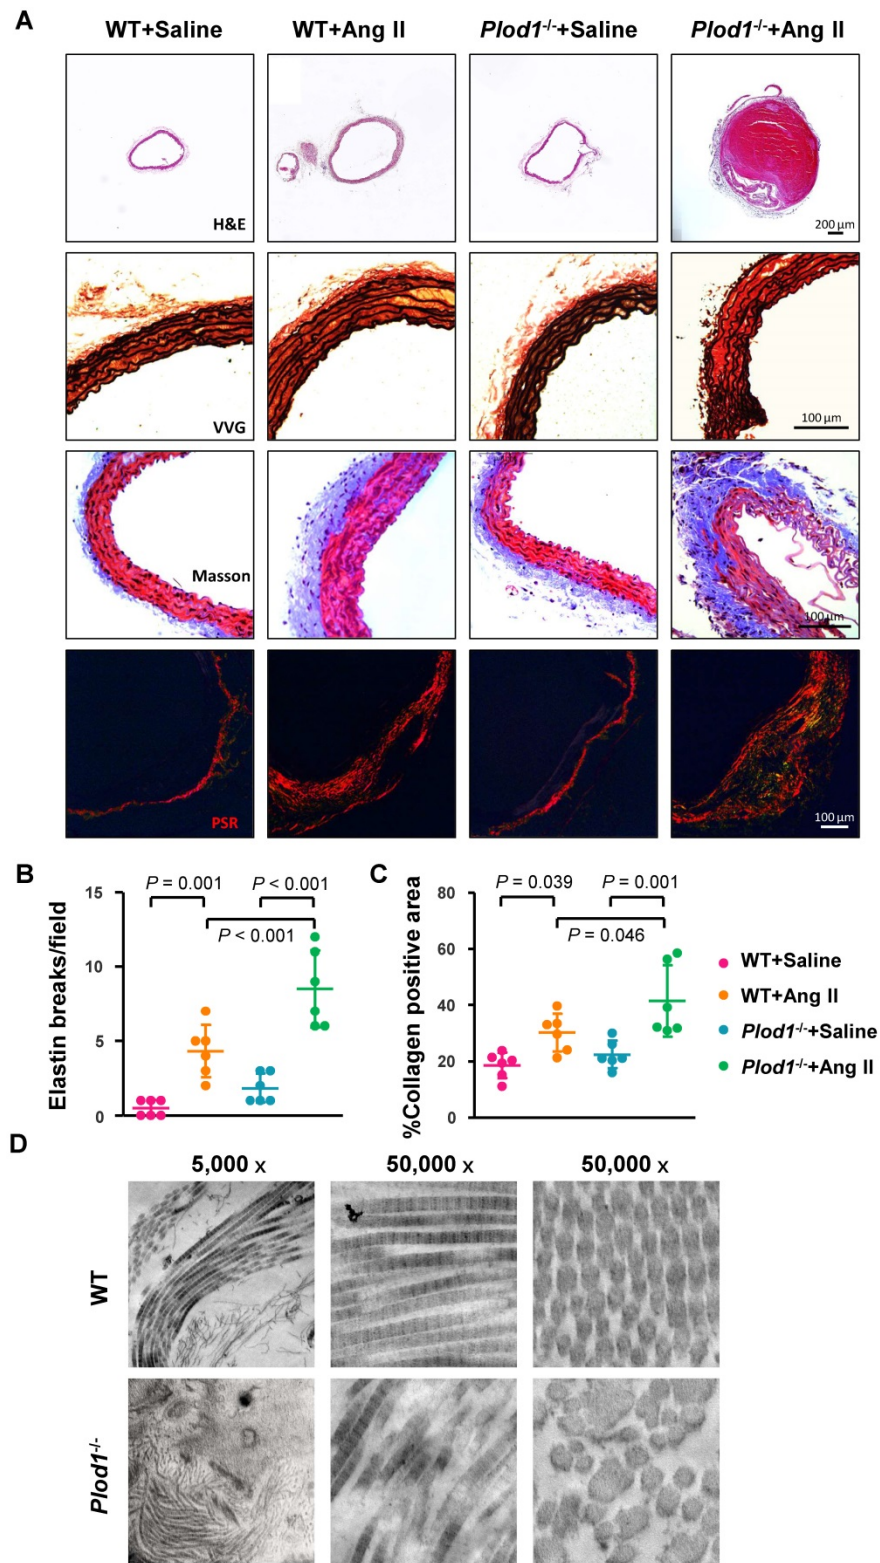 A
WT+Saline WT+Ang II Plod1-/-+Saline Plod1-/-+Ang II
H&E
200 µm
VVG
100 µm
Masson
100 µm
PSR
100 µm
B
Elastin breaks/field
15
10
5
0
P = 0.001
P < 0.001
P < 0.001
C
%Collagen positive area
80
60
40
20
0
P = 0.039
P = 0.001
P = 0.046
WT+Saline
WT+Ang II
Plod1-/-+Saline
Plod1-/-+Ang II
D
5,000 x 50,000 x 50,000 x
WT
Plod1-/-